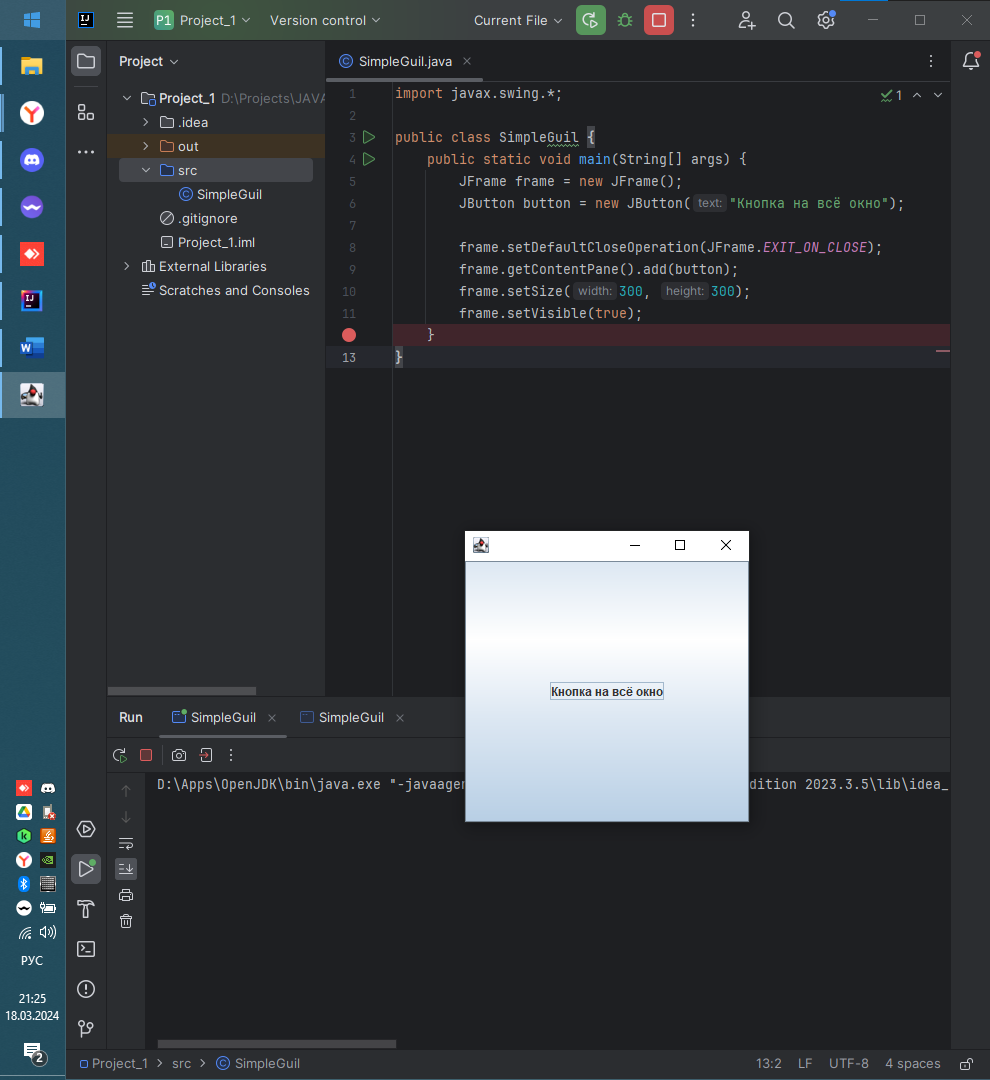 P1 Project_1 Version control Current File
Project
SimpleGuil.java
Project_1 D:\Projects\JAVA
.idea
out
src
SimpleGuil
.gitignore
Project_1.iml
External Libraries
Scratches and Consoles
1 import javax.swing.*;
1
2
3 public class SimpleGuil {
4 public static void main(String[] args) {
5 JFrame frame = new JFrame();
6 JButton button = new JButton( text: "Кнопка на всё окно");
7
8 frame.setDefaultCloseOperation(JFrame.EXIT_ON_CLOSE);
9 frame.getContentPane().add(button);
10 frame.setSize( width: 300, height: 300);
11 frame.setVisible(true);
}
13 }
Кнопка на всё окно
Run SimpleGuil SimpleGuil
D:\Apps\OpenJDK\bin\java.exe "-javaagen
dition 2023.3.5\lib\idea_
РУС
21:25
18.03.2024
2
Project_1 src SimpleGuil 13:2 LF UTF-8 4 spaces